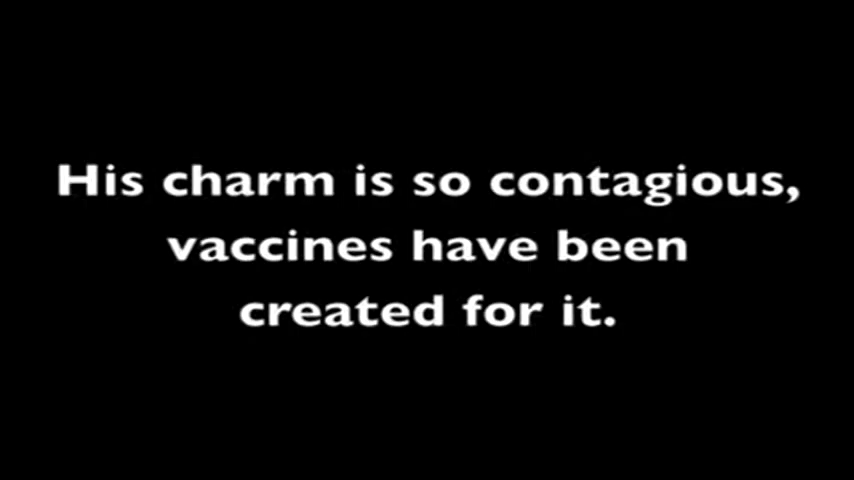 His charm is so contagious,
vaccines have been
created for it.